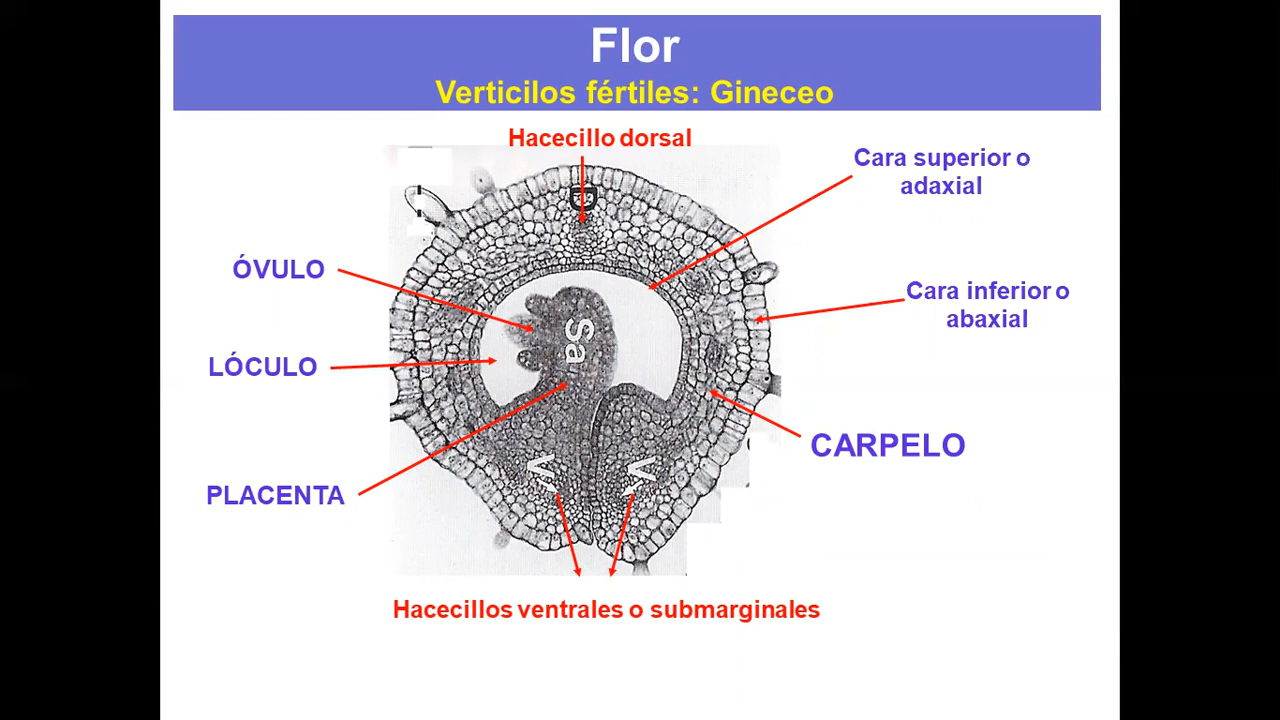 Flor
Verticilos fértiles: Gineceo
Hacecillo dorsal
Cara superior o
adaxial
ÓVULO
Cara inferior o
abaxial
Sa
LÓCULO
CARPELO
V
V
PLACENTA
Hacecillos ventrales o submarginales